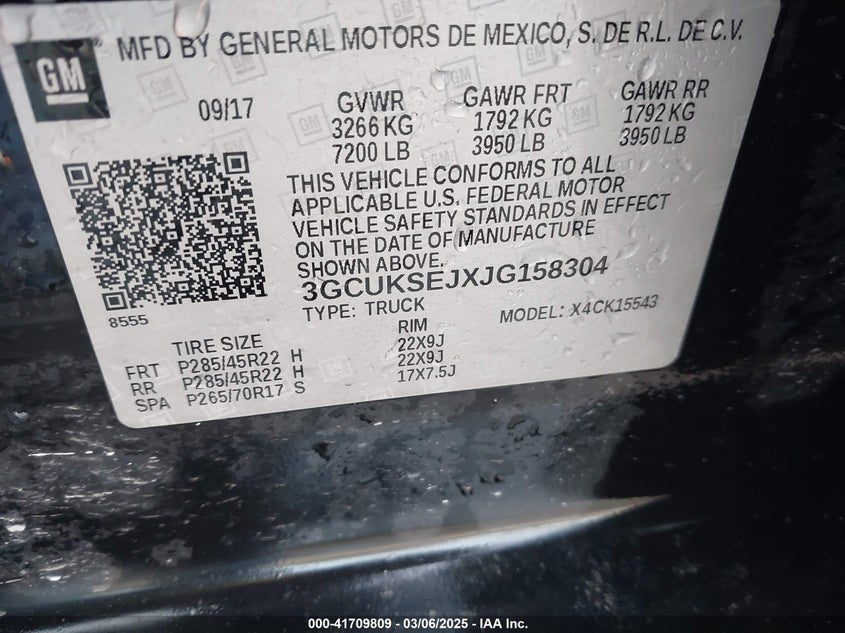 GM
MFD BY GENERAL MOTORS DE MEXICO, S. DE R.L. DE C.V.
09/17
GVWR
3266 KG
7200 LB
GAWR FRT
1792 KG
3950 LB
GAWR RR
1792 KG
3950 LB
THIS VEHICLE CONFORMS TO ALL
APPLICABLE U.S. FEDERAL MOTOR
VEHICLE SAFETY STANDARDS IN EFFECT
ON THE DATE OF MANUFACTURE
SHOWN ABOVE.
3GCUKSEJXJG158304
TYPE: TRUCK
MODEL: X4CK15543
8555
TIRE SIZE
RIM
FRT P285/45R22 H 22X9J
RR P285/45R22 H 22X9J
SPA P265/70R17 S 17X7.5J
000-41709809 - 03/06/2025 - IAA Inc.